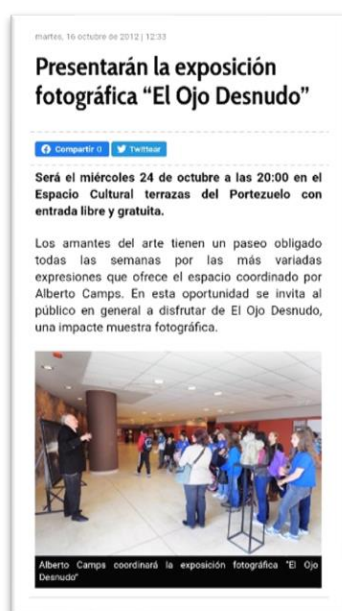 martes, 16 octubre de 2012 | 12:33
Presentarán la exposición
fotográfica “El Ojo Desnudo”
Compartir 0 Twittear
Será el miércoles 24 de octubre a las 20:00 en el
Espacio Cultural terrazas del Portezuelo con
entrada libre y gratuita.
Los amantes del arte tienen un paseo obligado
todas las semanas por las más variadas
expresiones que ofrece el espacio coordinado por
Alberto Camps. En esta oportunidad se invita al
público en general a disfrutar de El Ojo Desnudo,
una impacte muestra fotográfica.
Alberto Camps coordinará la exposición fotográfica "El Ojo
Desnudo"